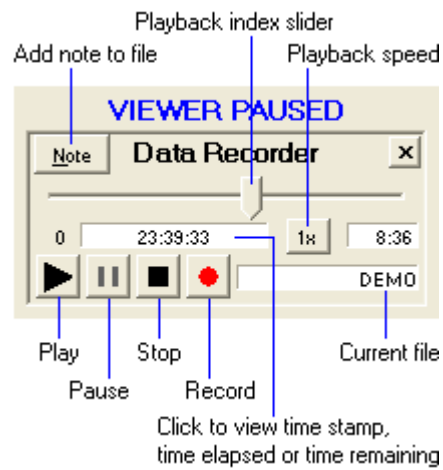 Playback index slider
Add note to file Playback speed
VIEWER PAUSED
Note Data Recorder ×
0 23:39:33 1x 8:36
DEMO
Play Stop Current file
Pause Record
Click to view time stamp,
time elapsed or time remaining